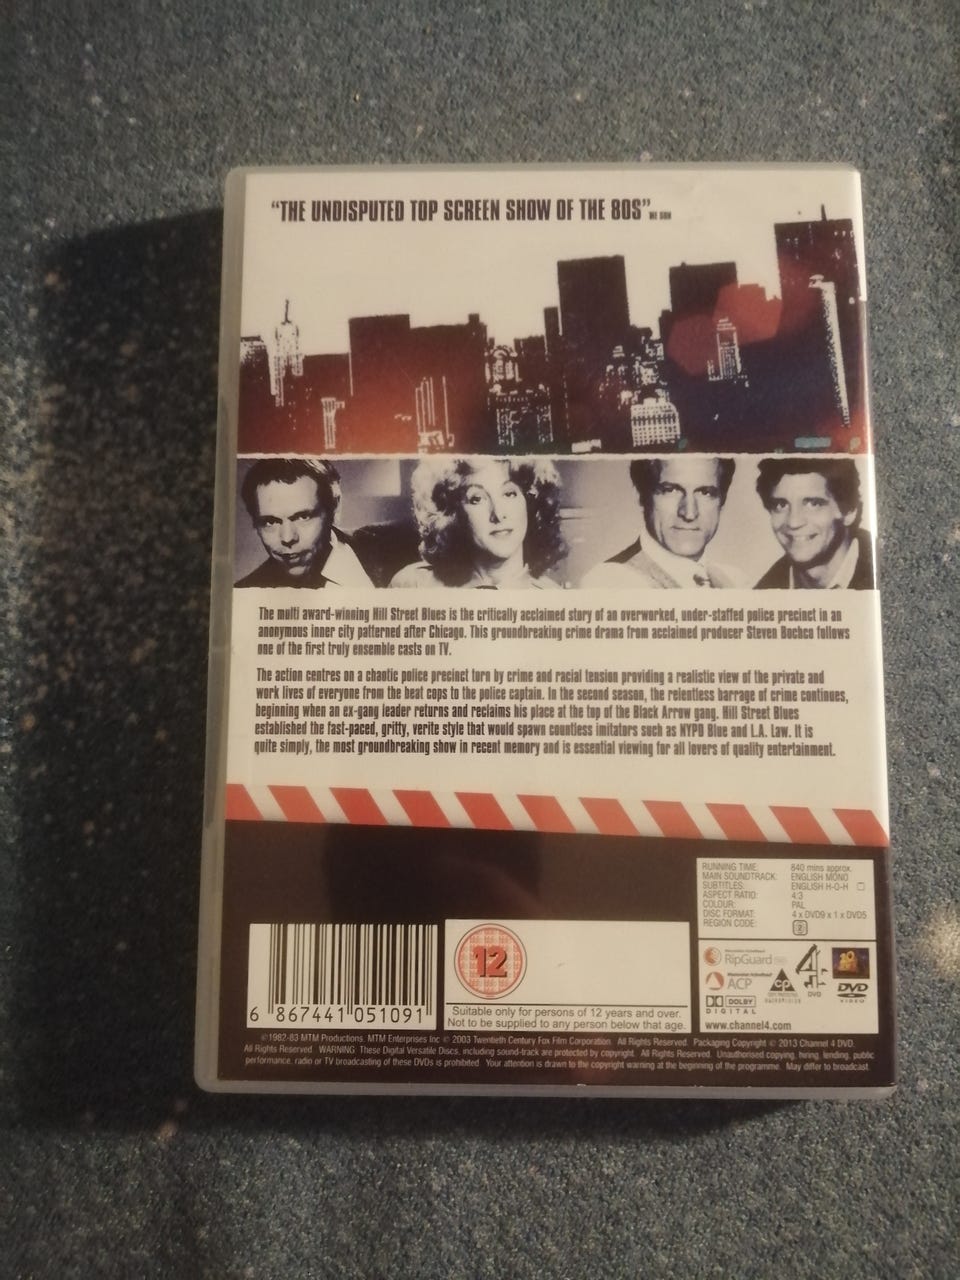 "THE UNDISPUTED TOP SCREEN SHOW OF THE 80S"
The multi award-winning Hill Street Blues is the critically acclaimed story of an overworked, under-staffed police precinct in an
anonymous inner city patterned after Chicago. This groundbreaking crime drama from acclaimed producer Steven Bochco follows
one of the first truly ensemble casts on TV.
The action centres on a chaotic police precinct torn by crime and racial tension providing a realistic view of the private and
work lives of everyone from the beat cops to the police captain. In the second season, the relentless barrage of crime continues,
beginning when an ex-gang leader returns and reclaims his place at the top of the Black Arrow gang. Hill Street Blues
established the fast-paced, gritty, verite style that would spawn countless imitators such as NYPD Blue and L.A. Law. It is
quite simply, the most groundbreaking show in recent memory and is essential viewing for all lovers of quality entertainment.
RUNNING TIME: 840 mins approx.
MAIN SOUNDTRACK: ENGLISH MONO
SUBTITLES: ENGLISH H-O-H
ASPECT RATIO: 4:3
COLOUR: PAL
DISC FORMAT: 4 x DVD9 x 1 x DVD5
REGION CODE: 2
6 867441 051091
12
Suitable only for persons of 12 years and over.
Not to be supplied to any person below that age.
RipGuard
ACP
CP
4 DVD
DVD VIDEO
DOLBY DIGITAL
www.channel4.com
©1982-83 MTM Productions. MTM Enterprises Inc © 2003 Twentieth Century Fox Film Corporation. All Rights Reserved. Packaging Copyright © 2013 Channel 4 DVD.
All Rights Reserved. WARNING: These Digital Versatile Discs, including sound-track are protected by copyright. All Rights Reserved. Unauthorised copying, hiring, lending, public
performance, radio or TV broadcasting of these DVDs is prohibited. Your attention is drawn to the copyright warning at the beginning of the programme. May differ to broadcast.